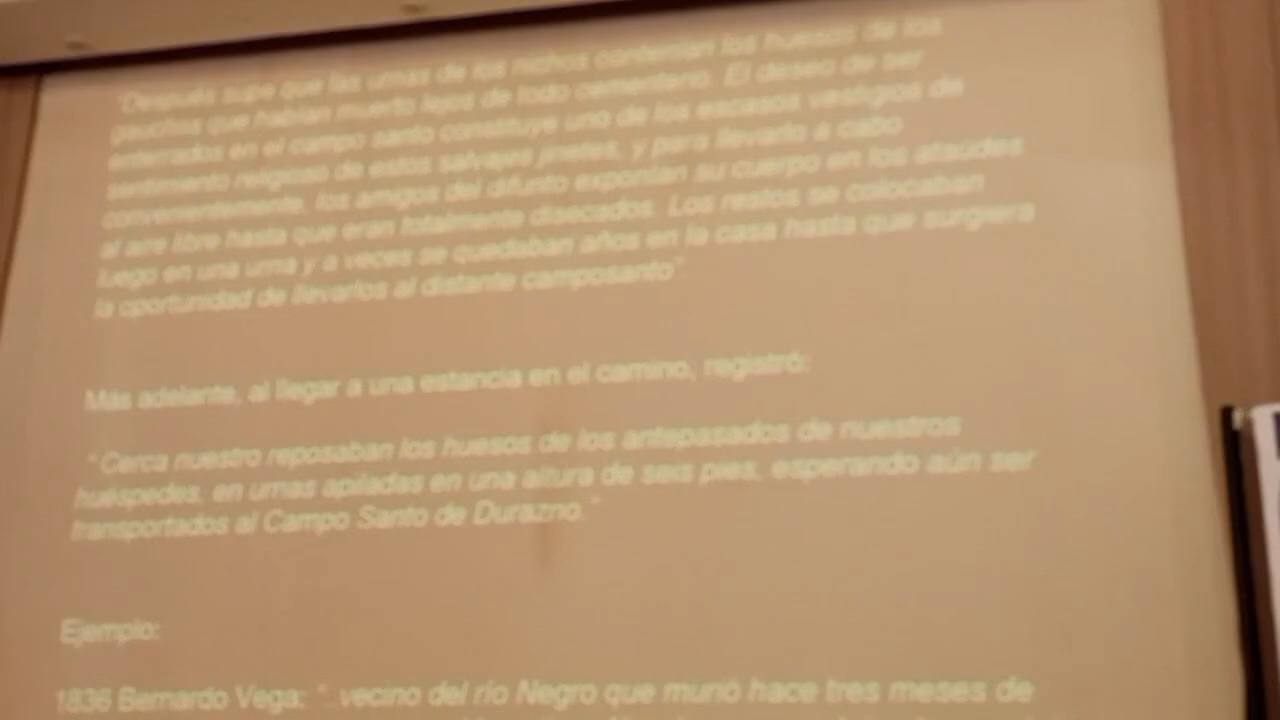 "Después supe que las urnas de los nichos contenían los huesos de los
gauchos que habían muerto lejos de todo cementerio. El deseo de ser
enterrados en el campo santo constituye uno de los escasos vestigios de
sentimiento religioso de estos salvajes jinetes, y para llevarlo a cabo
convenientemente, los amigos del difunto exponían su cuerpo en los ataúdes
al aire libre hasta que eran totalmente disecados. Los restos se colocaban
luego en una urna y a veces se quedaban años en la casa hasta que surgiera
la oportunidad de llevarlos al distante camposanto"
Más adelante, al llegar a una estancia en el camino, registró:
"Cerca nuestro reposaban los huesos de los antepasados de nuestros
huéspedes, en urnas apiladas en una altura de seis pies, esperando aún ser
transportados al Campo Santo de Durazno."
Ejemplo:
1836 Bernardo Vega: "..vecino del río Negro que murió hace tres meses de